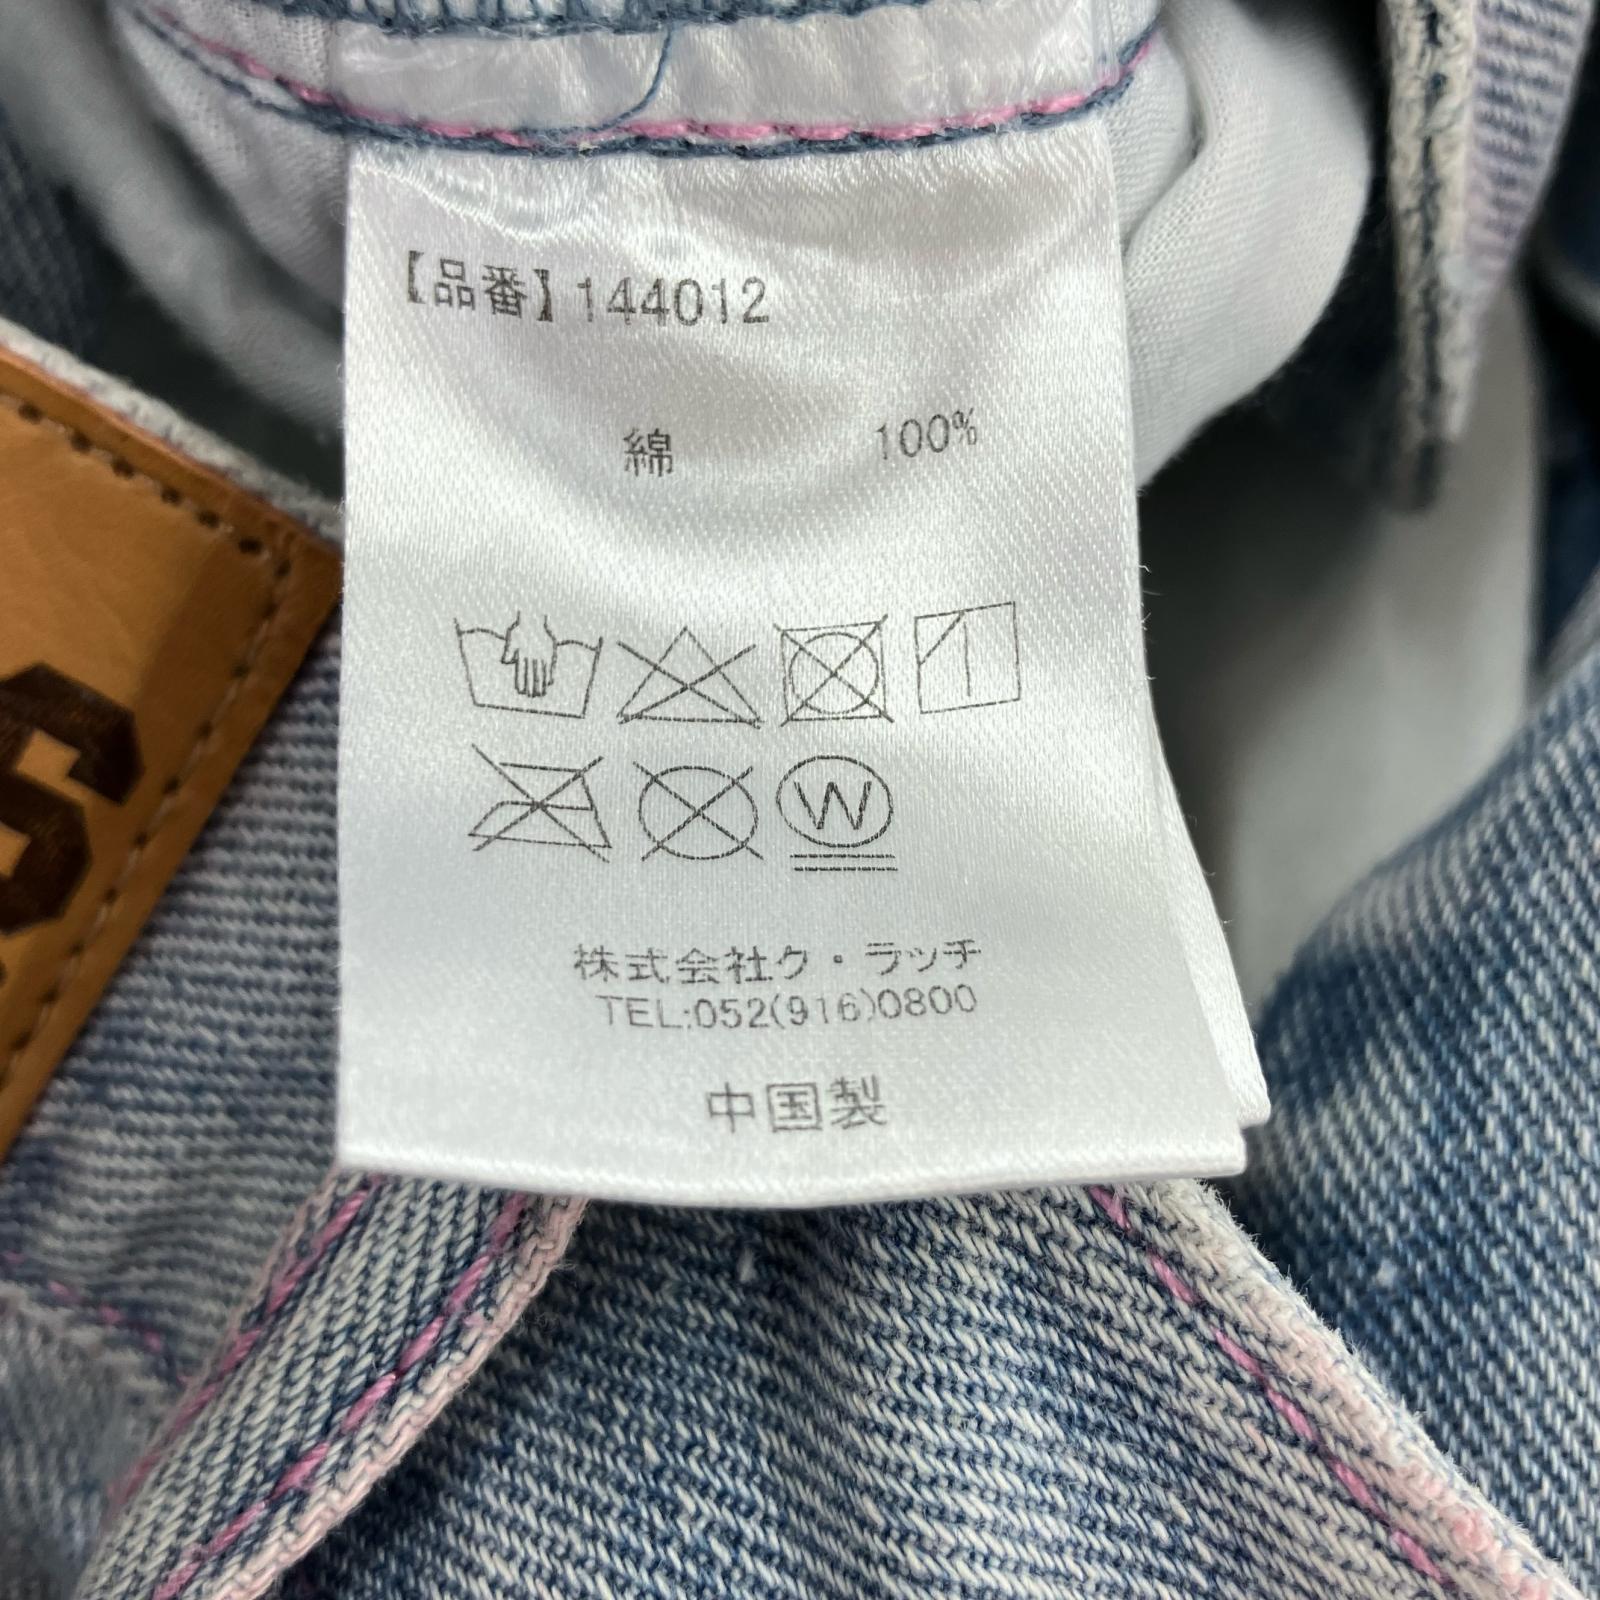 【品番】144012
綿 100%
W
株式会社ク・ラッチ
TEL:052(916)0800
中国製